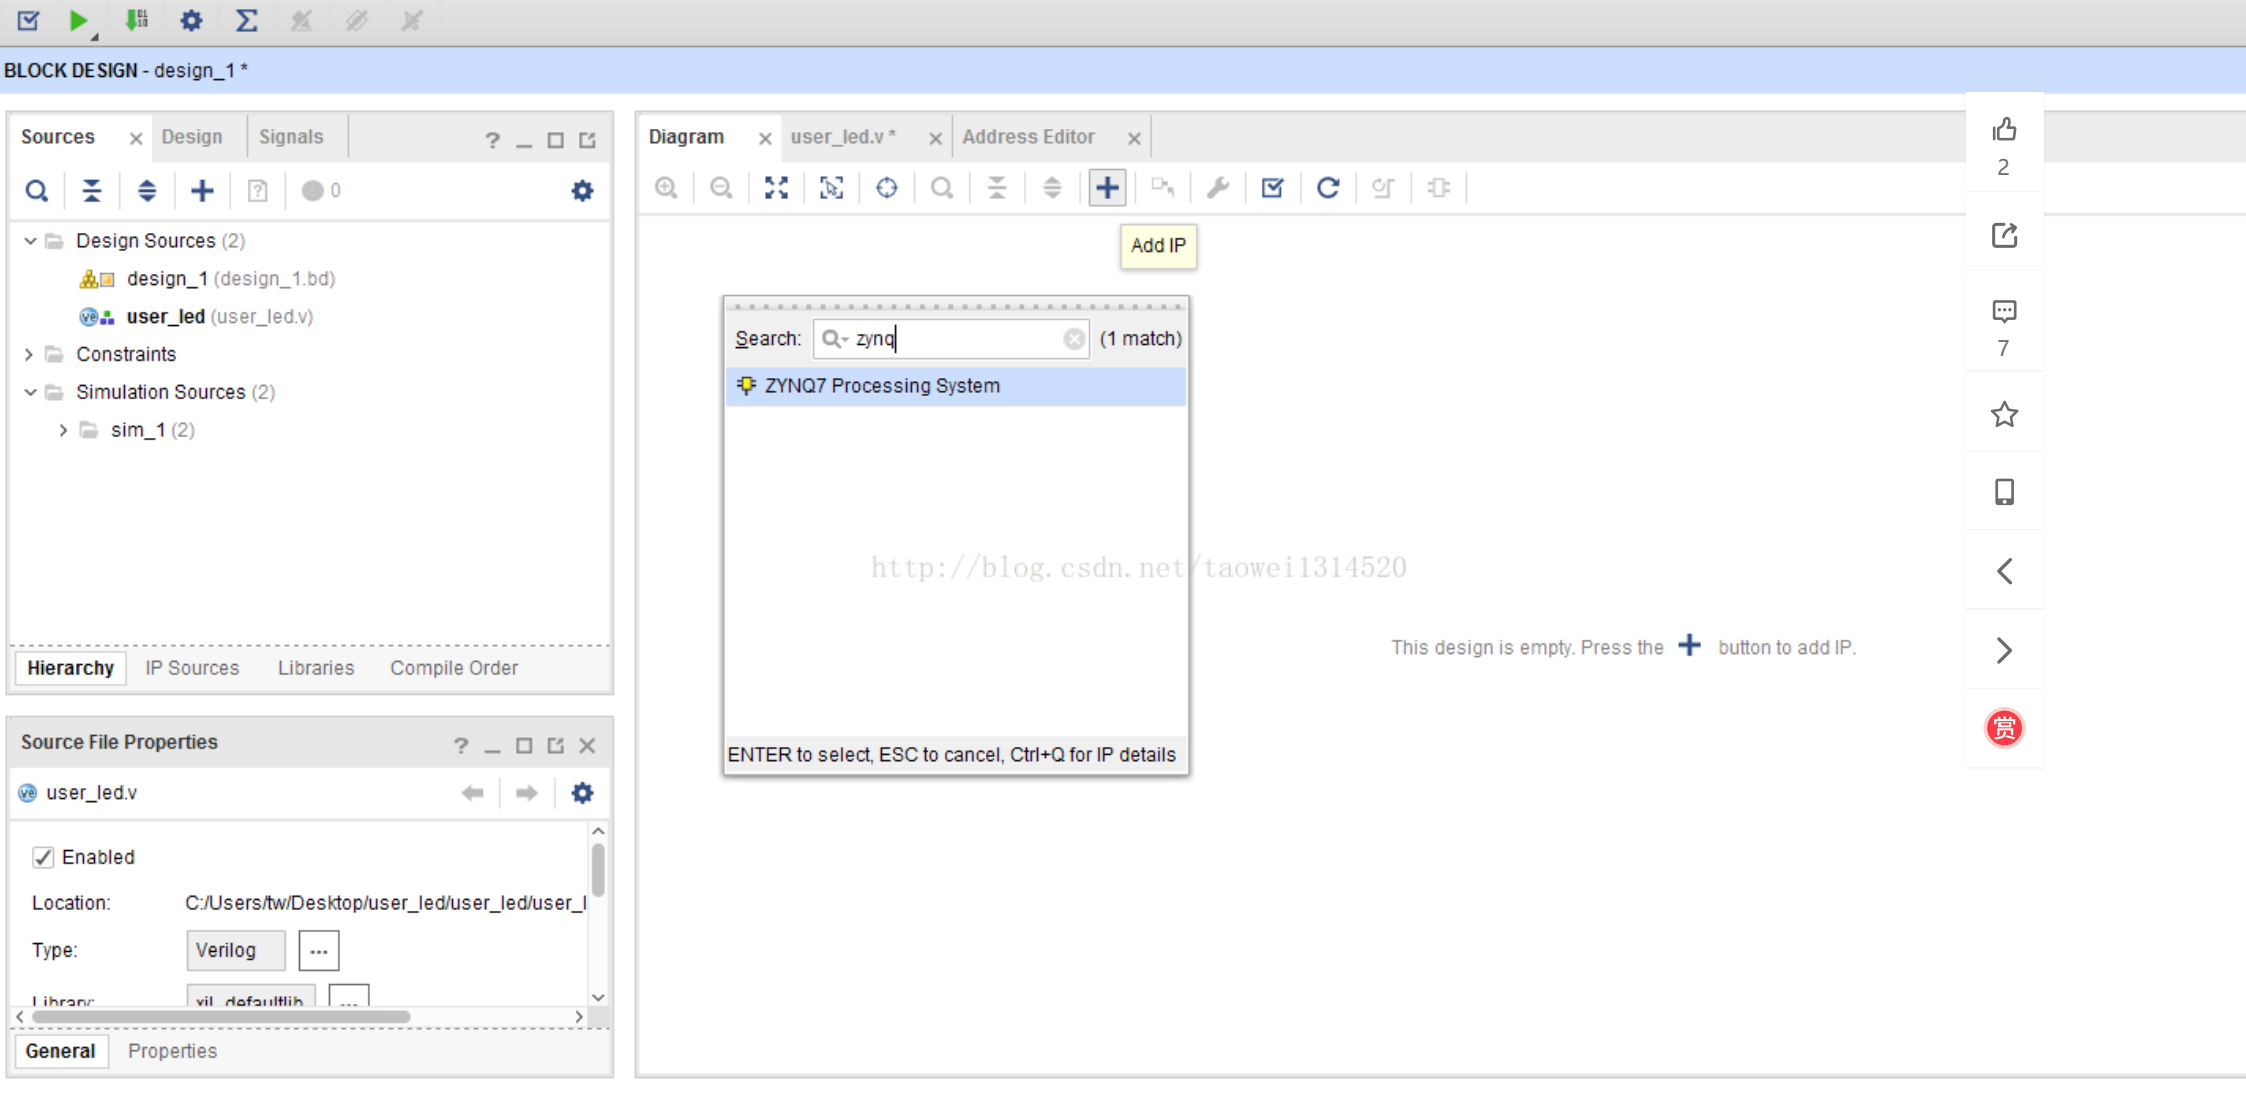 BLOCK DESIGN - design_1 *
Sources Design Signals
0
Design Sources (2)
design_1 (design_1.bd)
user_led (user_led.v)
Constraints
Simulation Sources (2)
sim_1 (2)
Hierarchy IP Sources Libraries Compile Order
Source File Properties
user_led.v
Enabled
Location: C:/Users/tw/Desktop/user_led/user_led/user_l
Type: Verilog ...
Library: xil_defaultlib ...
General Properties
Diagram user_led.v * Address Editor
Add IP
Search: zynq (1 match)
ZYNQ7 Processing System
http://blog.csdn.net/taowei1314520
This design is empty. Press the + button to add IP.
ENTER to select, ESC to cancel, Ctrl+Q for IP details
2
7
赏